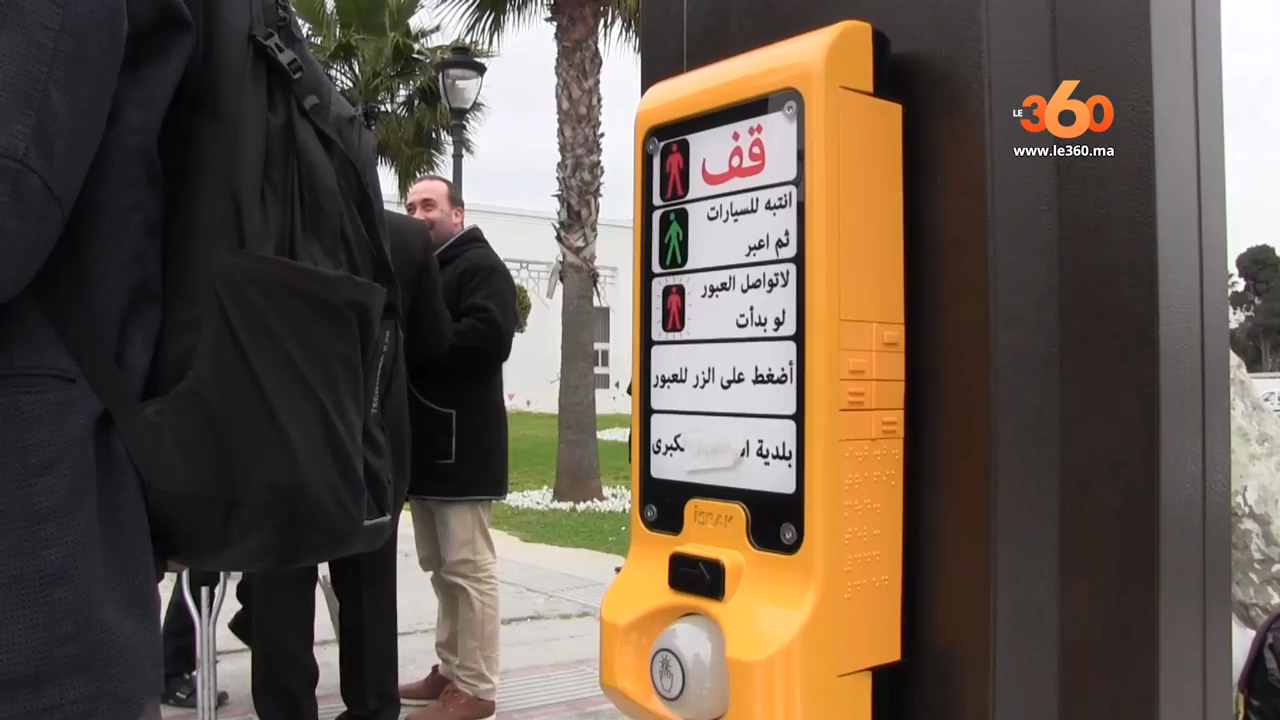 LE 360
www.le360.ma
قف
انتبه للسيارات
ثم اعبر
لاتواصل العبور
لو بدأت
أضغط على الزر للعبور
بلدية كبرى
isbak